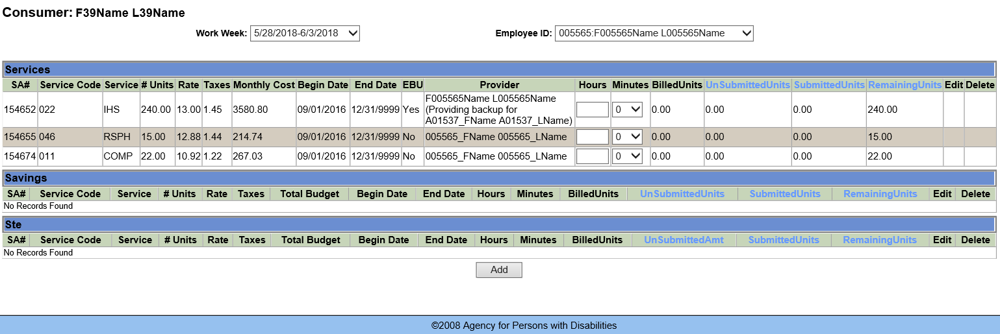 Consumer: F39Name L39Name
Work Week: 5/28/2018-6/3/2018 Employee ID: 005565:F005565Name L005565Name
Services
SA# Service Code Service # Units Rate Taxes Monthly Cost Begin Date End Date EBU Provider Hours Minutes BilledUnits UnSubmittedUnits SubmittedUnits RemainingUnits Edit Delete
154652 022 IHS 240.00 13.00 1.45 3580.80 09/01/2016 12/31/9999 Yes F005565Name L005565Name (Providing backup for A01537_FName A01537_LName) 0 0.00 0.00 0.00 240.00
154655 046 RSPH 15.00 12.88 1.44 214.74 09/01/2016 12/31/9999 No 005565_FName 005565_LName 0 0.00 0.00 0.00 15.00
154674 011 COMP 22.00 10.92 1.22 267.03 09/01/2016 12/31/9999 No 005565_FName 005565_LName 0 0.00 0.00 0.00 22.00
Savings
SA# Service Code Service # Units Rate Taxes Total Budget Begin Date End Date Hours Minutes BilledUnits UnSubmittedUnits SubmittedUnits RemainingUnits Edit Delete
No Records Found
Ste
SA# Service Code Service # Units Rate Taxes Total Budget Begin Date End Date Hours Minutes BilledUnits UnSubmittedAmt SubmittedUnits RemainingUnits Edit Delete
No Records Found
Add
©2008 Agency for Persons with Disabilities